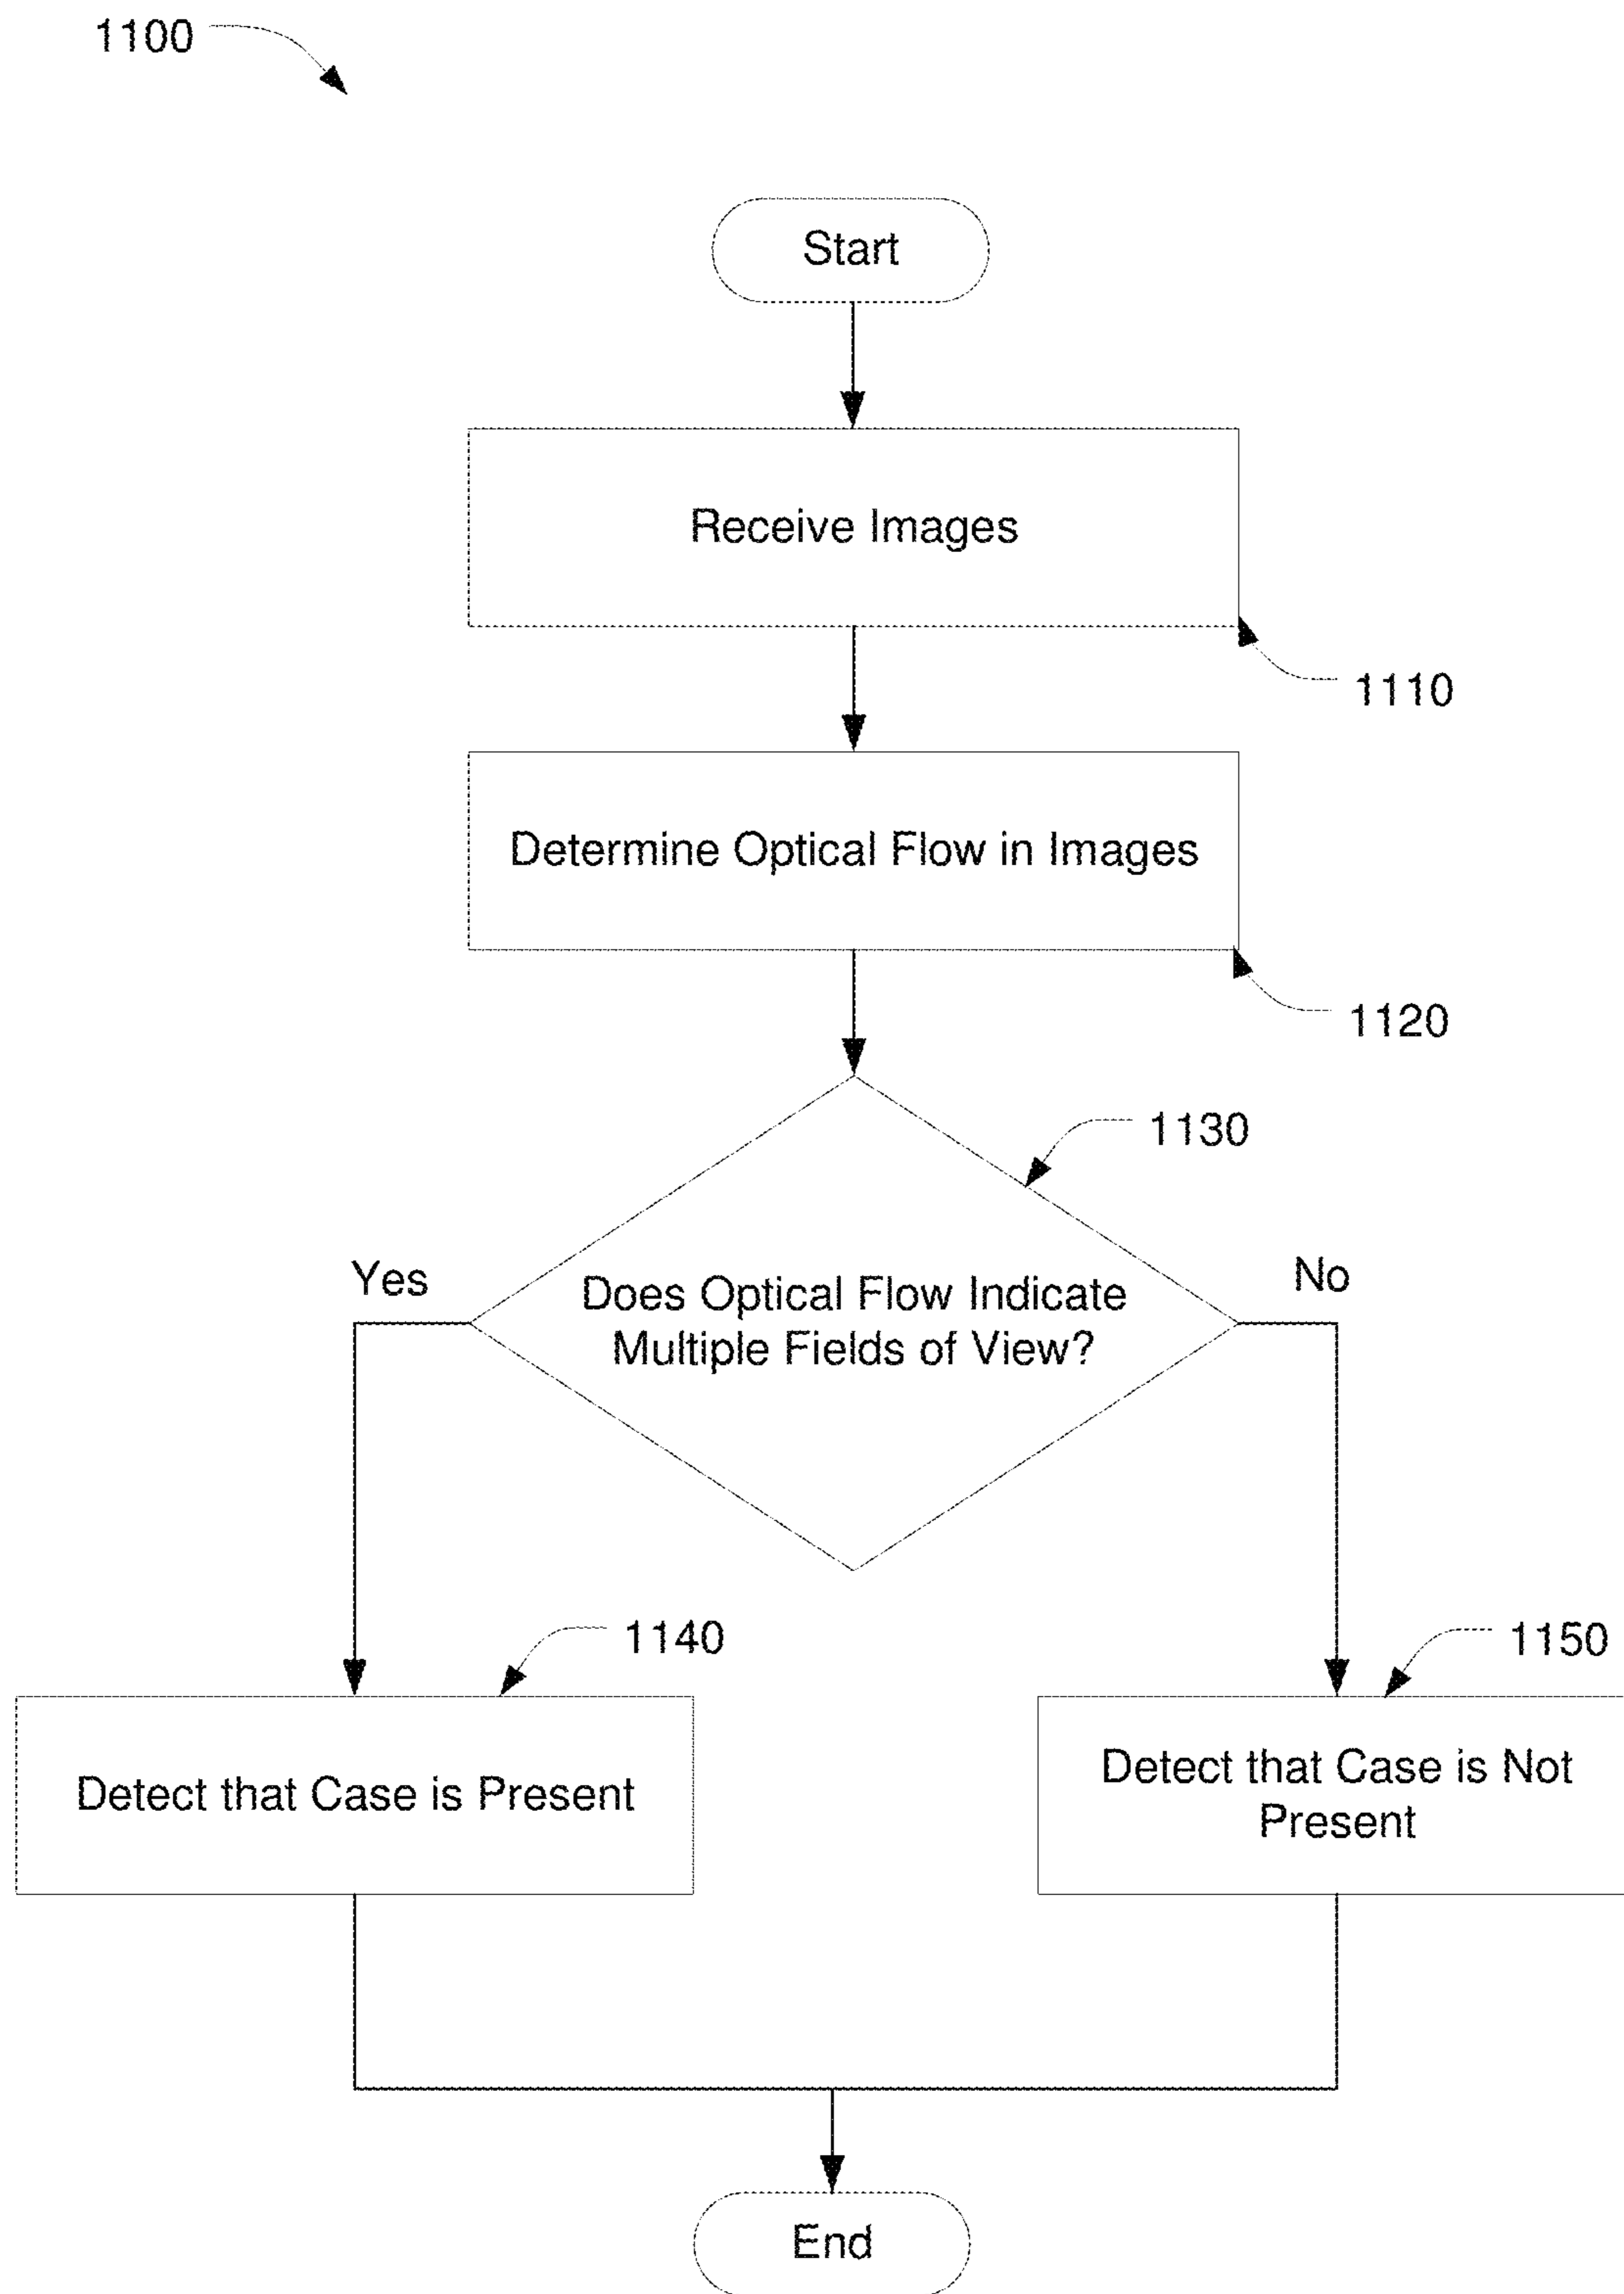 1100
Start
Receive Images
1110
Determine Optical Flow in Images
1120
1130
Yes
Does Optical Flow Indicate
Multiple Fields of View?
No
1140
1150
Detect that Case is Present
Detect that Case is Not
Present
End